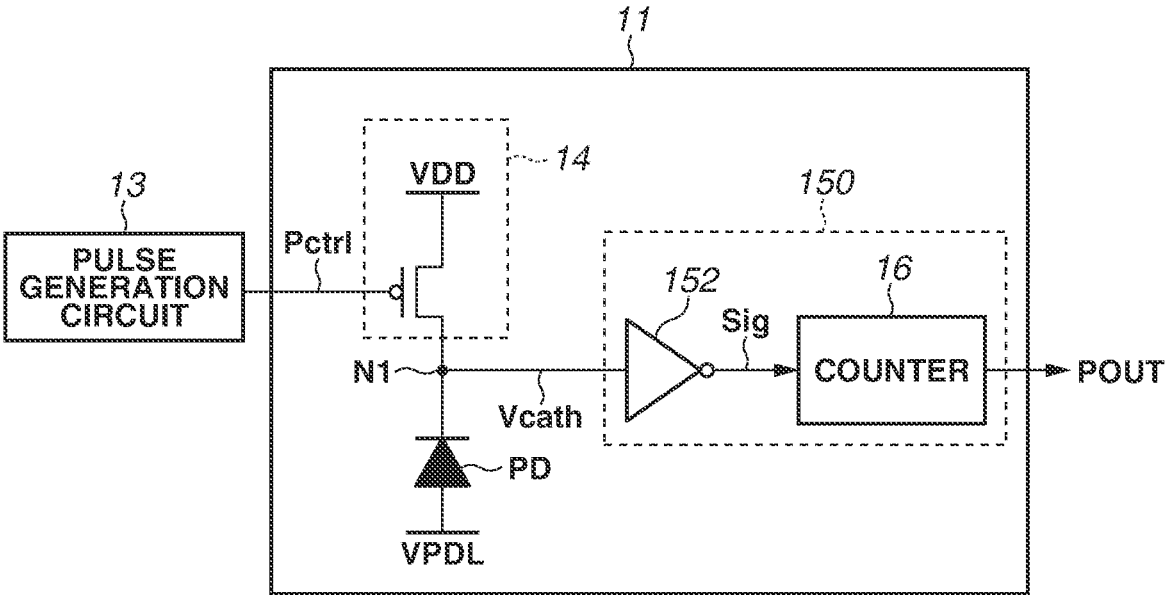 11
14
VDD
150
13
PULSE
GENERATION
CIRCUIT
Pctrl
152
16
Sig
COUNTER
POUT
N1
Vcath
PD
VPDL